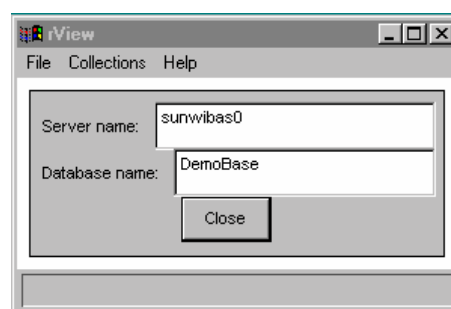 rView
File Collections Help
Server name: sunwibas0
Database name: DemoBase
Close